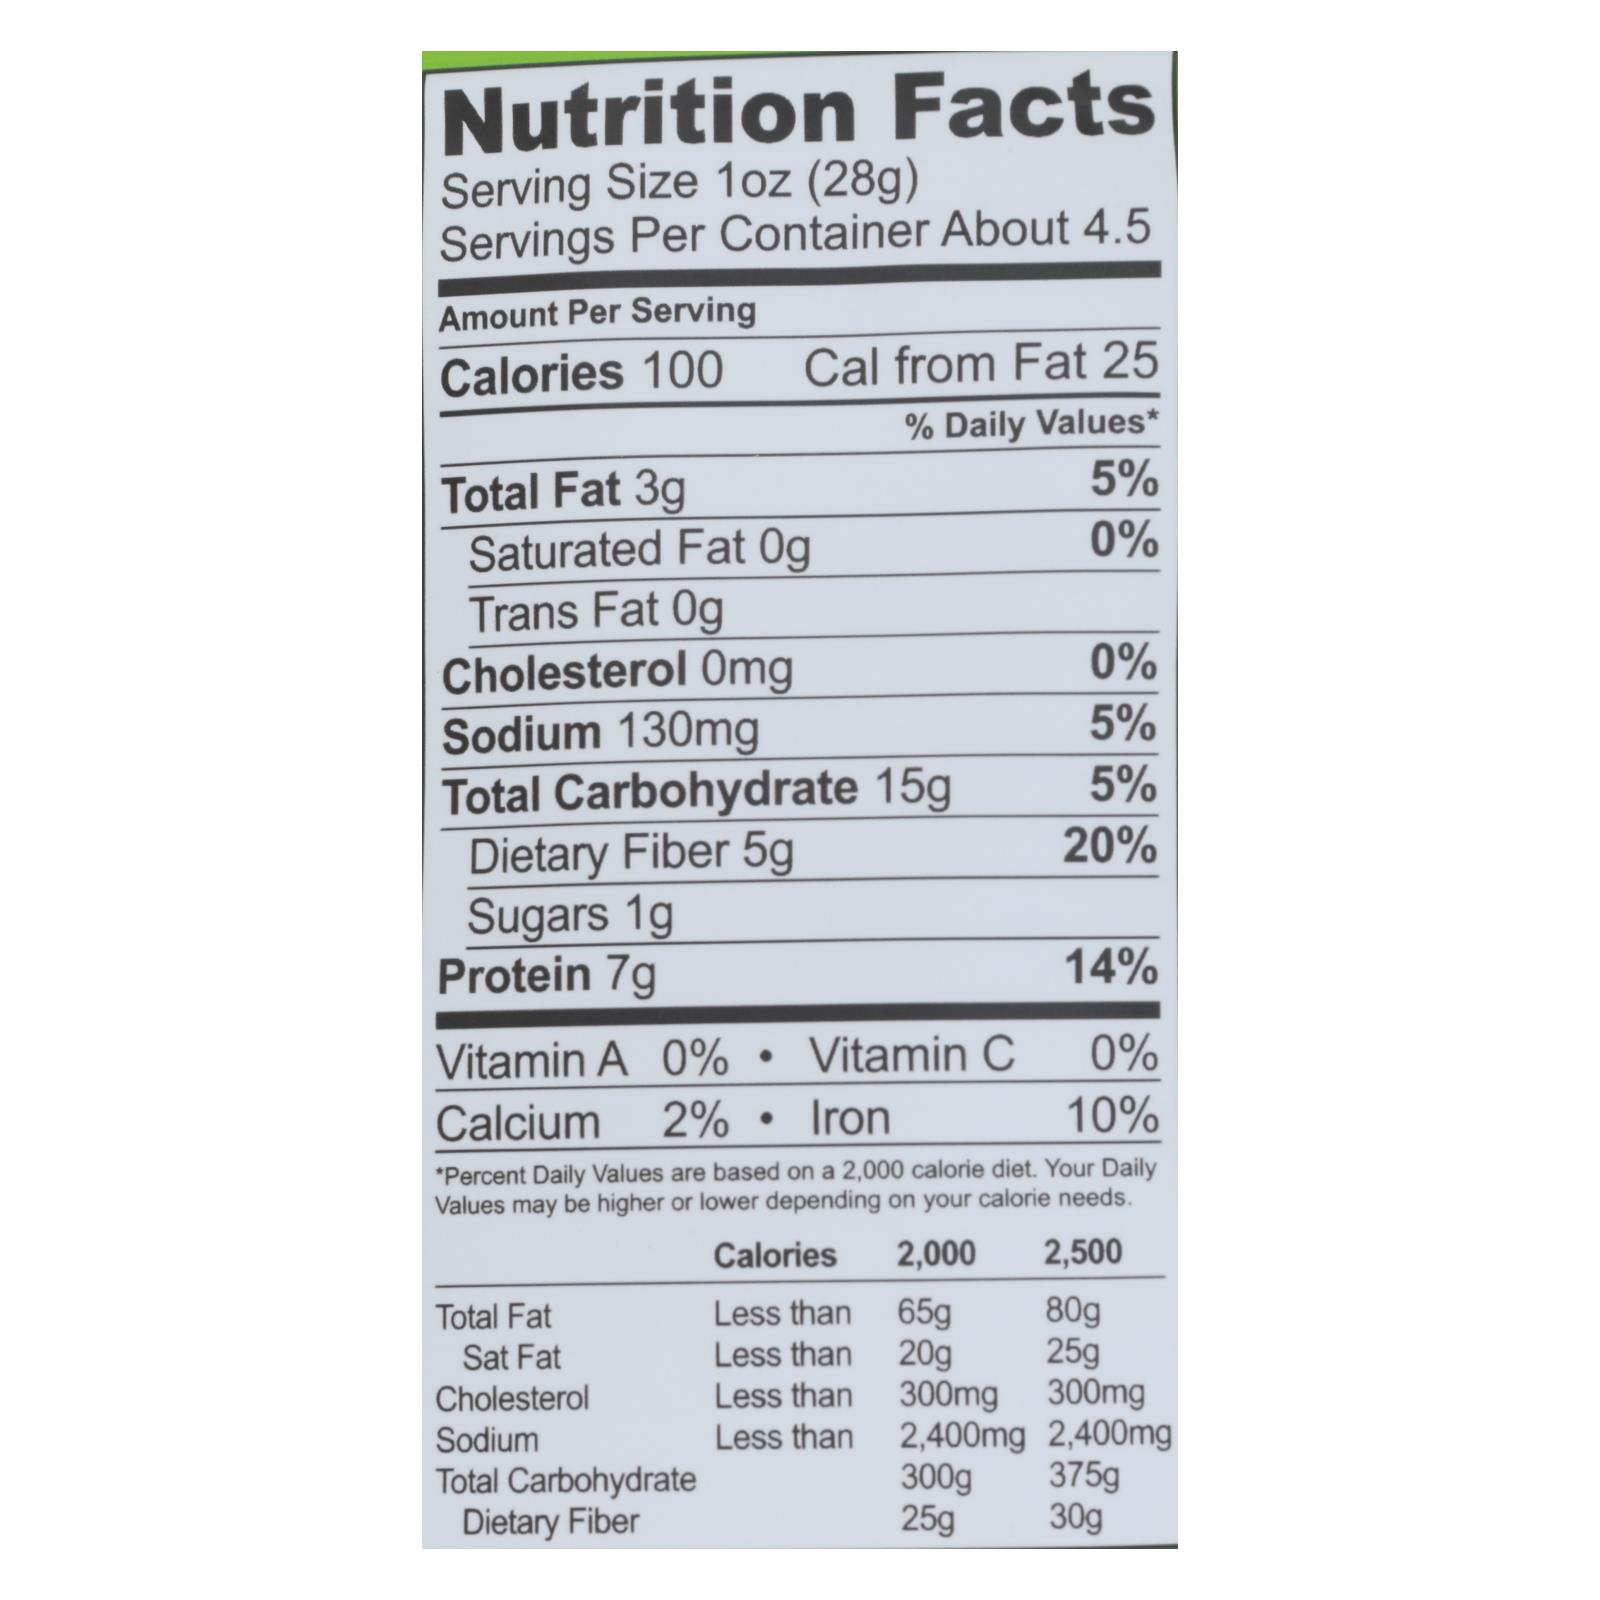 Nutrition Facts
Serving Size 1oz (28g)
Servings Per Container About 4.5
Amount Per Serving
Calories 100 Cal from Fat 25
% Daily Values*
Total Fat 3g 5%
Saturated Fat 0g 0%
Trans Fat 0g
Cholesterol 0mg 0%
Sodium 130mg 5%
Total Carbohydrate 15g 5%
Dietary Fiber 5g 20%
Sugars 1g
Protein 7g 14%
Vitamin A 0% • Vitamin C 0%
Calcium 2% • Iron 10%
*Percent Daily Values are based on a 2,000 calorie diet. Your Daily
Values may be higher or lower depending on your calorie needs.
Calories 2,000 2,500
Total Fat Less than 65g 80g
Sat Fat Less than 20g 25g
Cholesterol Less than 300mg 300mg
Sodium Less than 2,400mg 2,400mg
Total Carbohydrate 300g 375g
Dietary Fiber 25g 30g